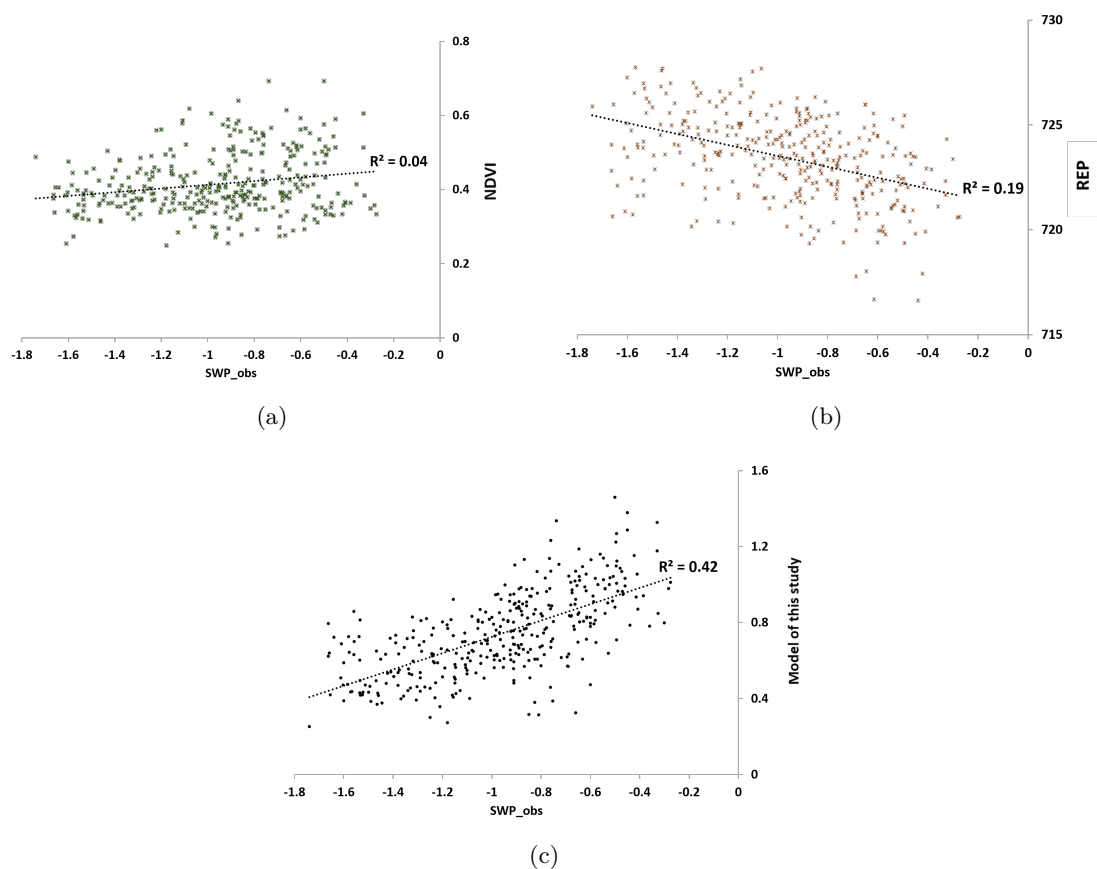 0.8
0.6
0.4
0.2
0
NDVI
R² = 0.04
-1.8 -1.6 -1.4 -1.2 -1 -0.8 -0.6 -0.4 -0.2 0
SWP_obs
(a)
730
725
720
715
REP
R² = 0.19
-1.8 -1.6 -1.4 -1.2 -1 -0.8 -0.6 -0.4 -0.2 0
SWP_obs
(b)
1.6
1.2
0.8
0.4
0
Model of this study
R² = 0.42
-1.8 -1.6 -1.4 -1.2 -1 -0.8 -0.6 -0.4 -0.2 0
SWP_obs
(c)